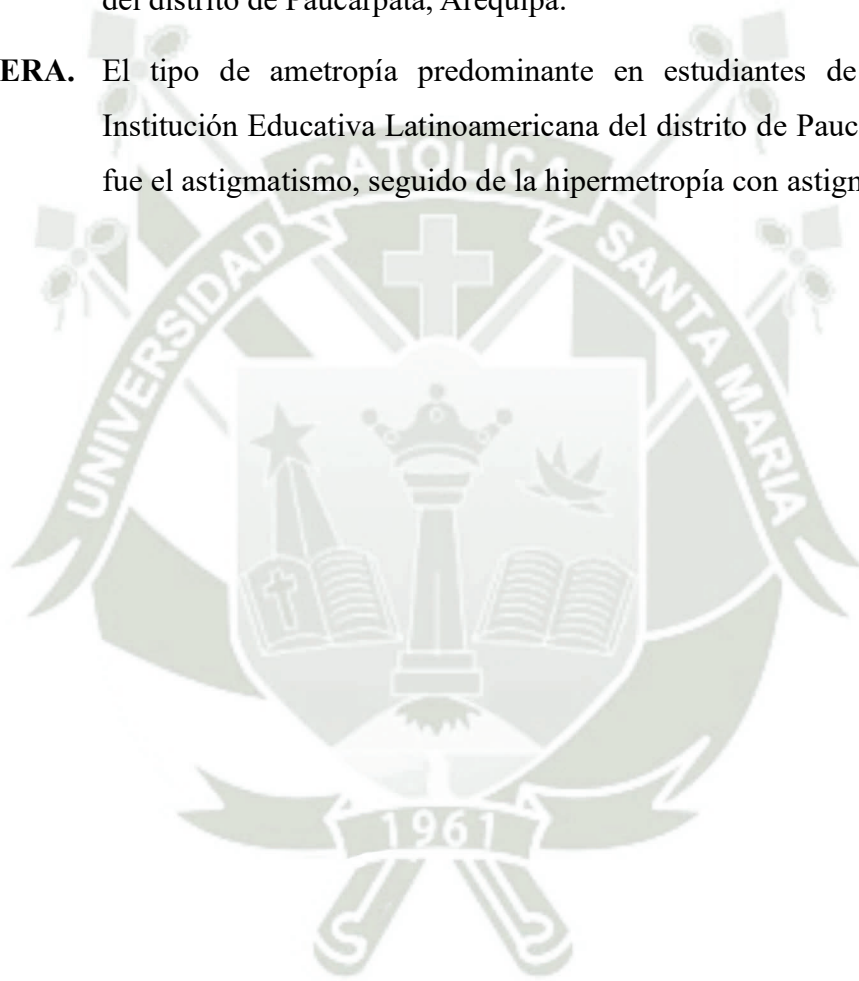 del distrito de Paucarpata, Arequipa.
ERA. El tipo de ametropía predominante en estudiantes de
Institución Educativa Latinoamericana del distrito de Pauc
fue el astigmatismo, seguido de la hipermetropía con astign
CATOLICA
UNIVERSIDAD
SANTA MARIA
1961